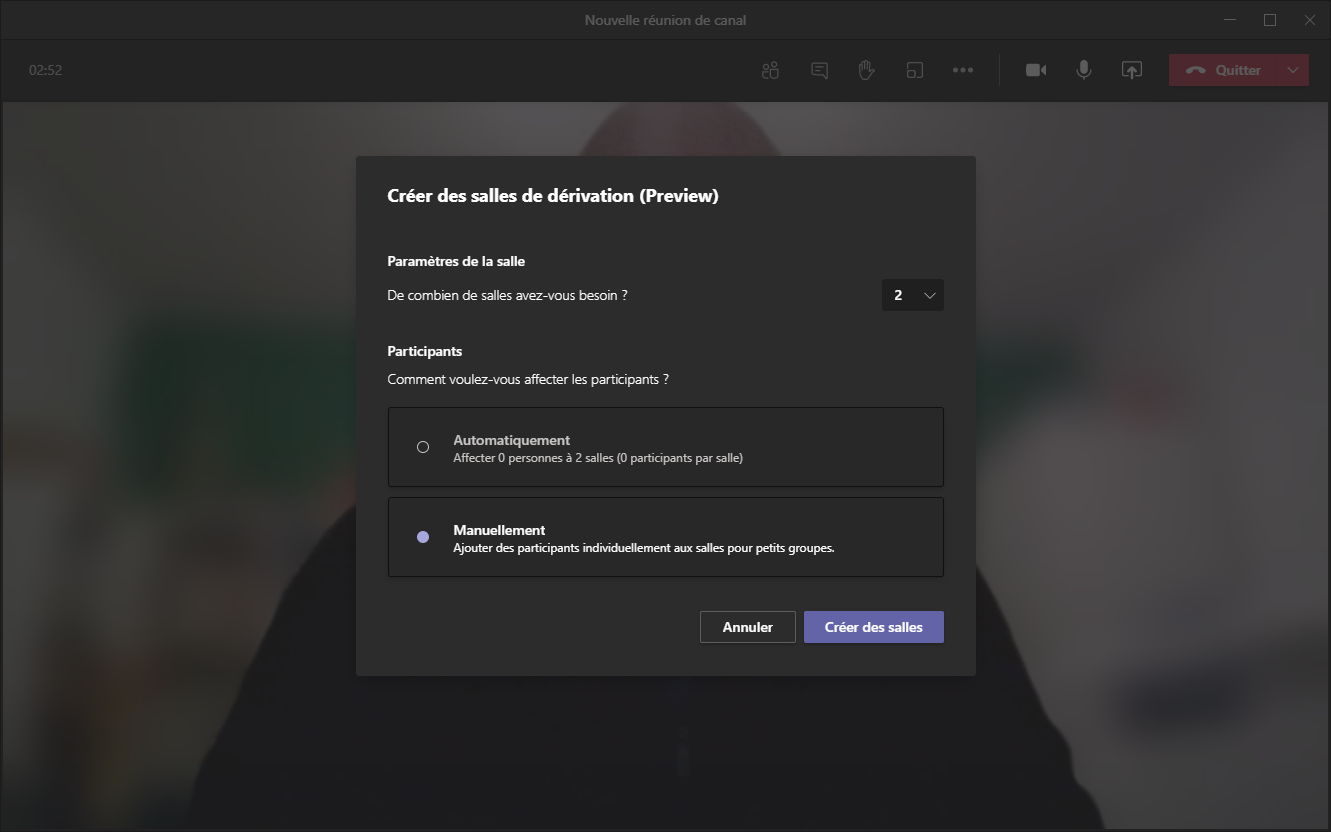 Nouvelle réunion de canal
02:52
Quitter
Créer des salles de dérivation (Preview)
Paramètres de la salle
De combien de salles avez-vous besoin ?
2
Participants
Comment voulez-vous affecter les participants ?
Automatiquement
Affecter 0 personnes à 2 salles (0 participants par salle)
Manuellement
Ajouter des participants individuellement aux salles pour petits groupes.
Annuler
Créer des salles